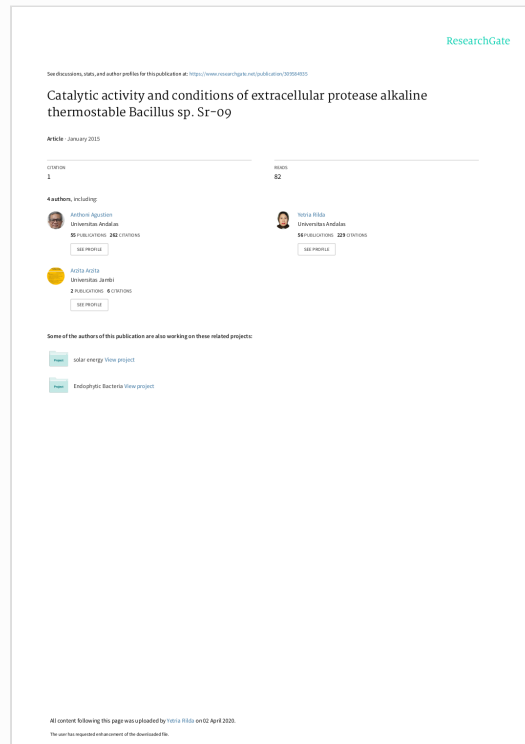 ResearchGate
See discussions, stats, and author profiles for this publication at: https://www.researchgate.net/publication/309564933
Catalytic activity and conditions of extracellular protease alkaline
thermostable Bacillus sp. Sr-09
Article · January 2015
CITATION
1
READS
82
4 authors, including:
Anthoni Agustien
Universitas Andalas
55 PUBLICATIONS 262 CITATIONS
SEE PROFILE
Yetria Rilda
Universitas Andalas
56 PUBLICATIONS 229 CITATIONS
SEE PROFILE
Arzita Arzita
Universitas Jambi
2 PUBLICATIONS 6 CITATIONS
SEE PROFILE
Some of the authors of this publication are also working on these related projects:
Project
solar energy View project
Project
Endophytic Bacteria View project
All content following this page was uploaded by Yetria Rilda on 02 April 2020.
The user has requested enhancement of the downloaded file.